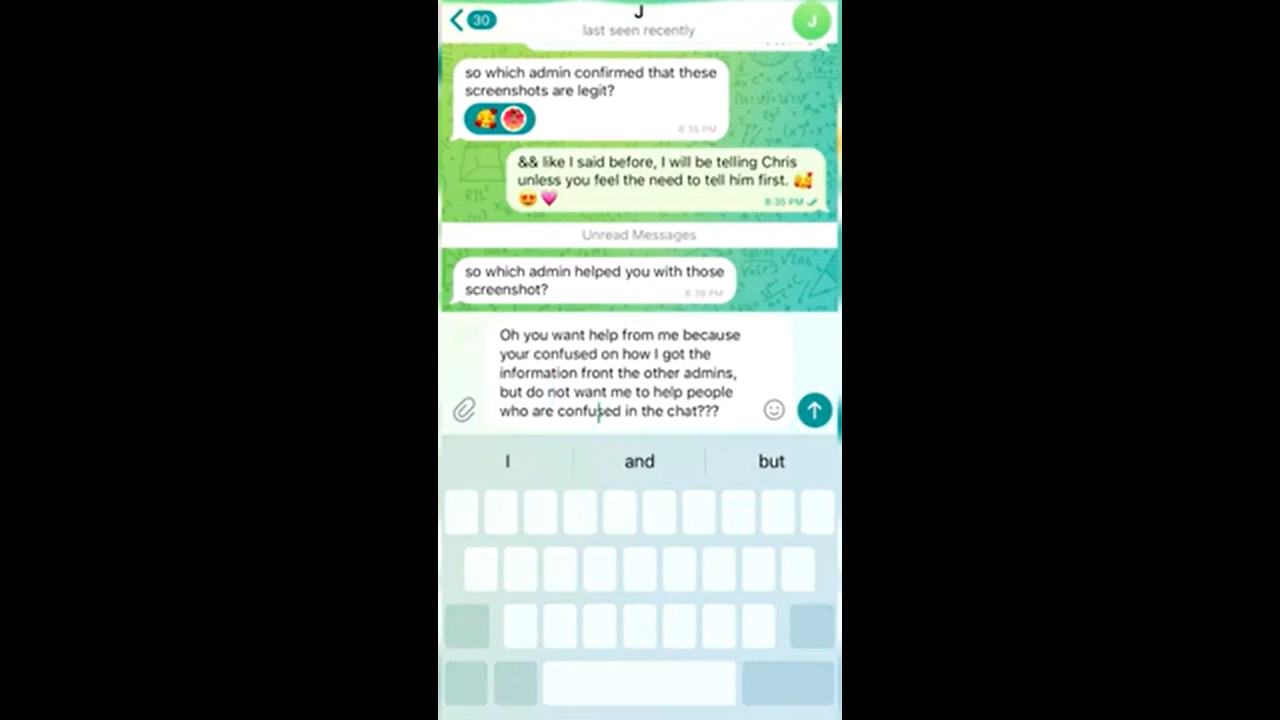 30
J
last seen recently
J
so which admin confirmed that these
screenshots are legit?
8:35 PM
&& like I said before, I will be telling Chris
unless you feel the need to tell him first. 🥰
😍💗
8:35 PM
Unread Messages
so which admin helped you with those
screenshot?
8:39 PM
Oh you want help from me because
your confused on how I got the
information front the other admins,
but do not want me to help people
who are confused in the chat???
I and but